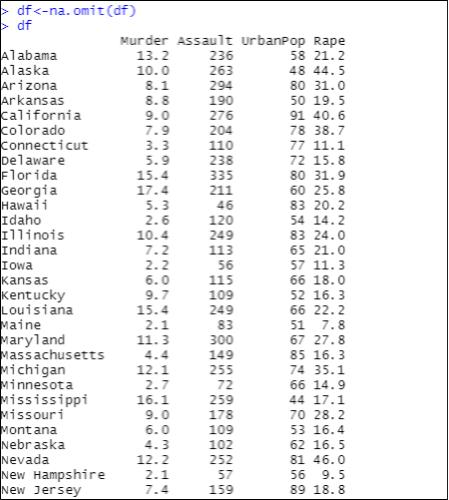 > df<-na.omit(df)
> df
Murder Assault UrbanPop Rape
Alabama 13.2 236 58 21.2
Alaska 10.0 263 48 44.5
Arizona 8.1 294 80 31.0
Arkansas 8.8 190 50 19.5
California 9.0 276 91 40.6
Colorado 7.9 204 78 38.7
Connecticut 3.3 110 77 11.1
Delaware 5.9 238 72 15.8
Florida 15.4 335 80 31.9
Georgia 17.4 211 60 25.8
Hawaii 5.3 46 83 20.2
Idaho 2.6 120 54 14.2
Illinois 10.4 249 83 24.0
Indiana 7.2 113 65 21.0
Iowa 2.2 56 57 11.3
Kansas 6.0 115 66 18.0
Kentucky 9.7 109 52 16.3
Louisiana 15.4 249 66 22.2
Maine 2.1 83 51 7.8
Maryland 11.3 300 67 27.8
Massachusetts 4.4 149 85 16.3
Michigan 12.1 255 74 35.1
Minnesota 2.7 72 66 14.9
Mississippi 16.1 259 44 17.1
Missouri 9.0 178 70 28.2
Montana 6.0 109 53 16.4
Nebraska 4.3 102 62 16.5
Nevada 12.2 252 81 46.0
New Hampshire 2.1 57 56 9.5
New Jersey 7.4 159 89 18.8